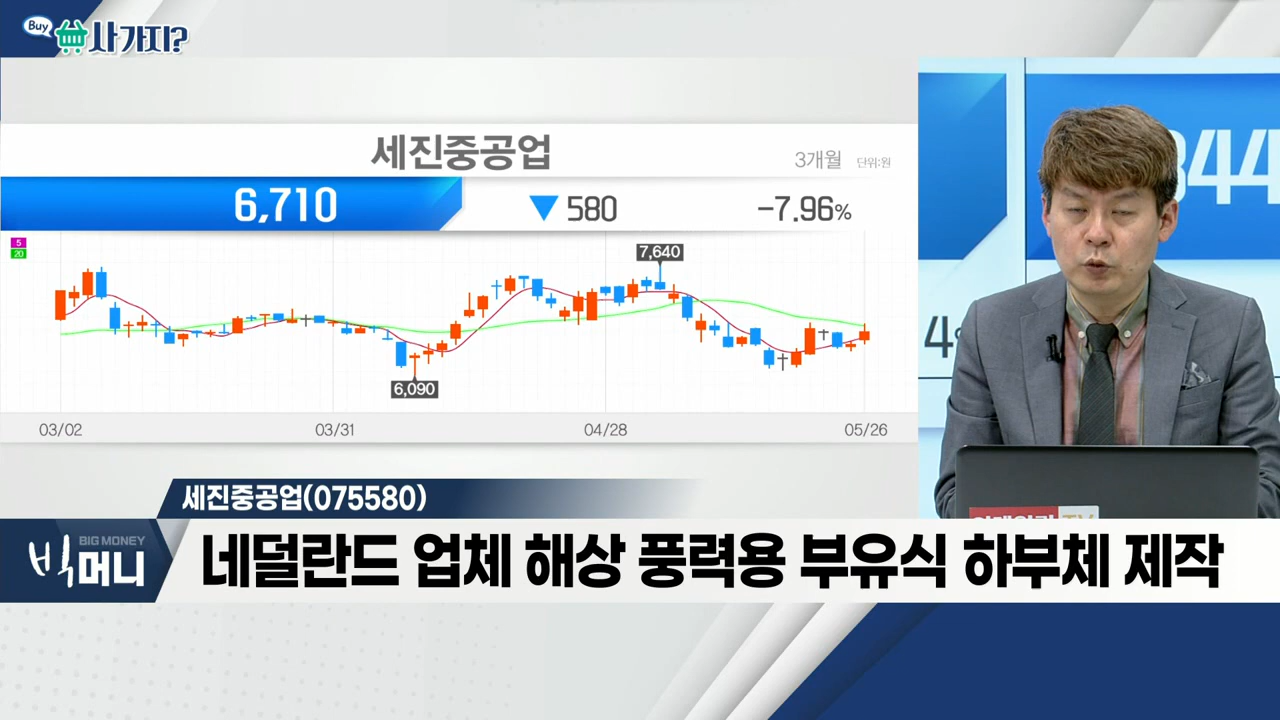 Buy
사 가지?
세진중공업
3개월 단위:원
6,710 ▼ 580 -7.96%
5
20
7,640
6,090
03/02 03/31 04/28 05/26
344
세진중공업(075580)
BIG MONEY
빅머니
네덜란드 업체 해상 풍력용 부유식 하부체 제작